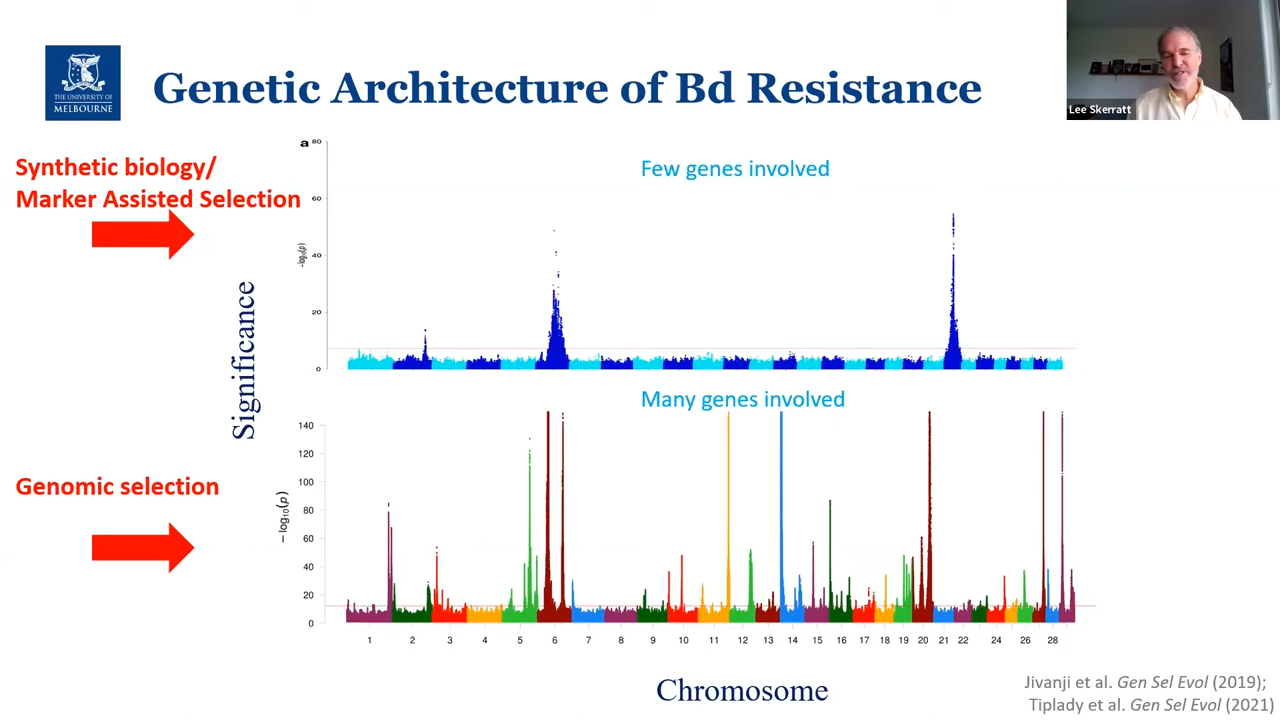 THE UNIVERSITY OF
MELBOURNE
Genetic Architecture of Bd Resistance
Lee Skerratt
Synthetic biology/
Marker Assisted Selection
Genomic selection
Significance
a
80
60
40
20
0
-log₁₀(p)
Few genes involved
Many genes involved
140
120
100
80
60
40
20
0
− log₁₀(p)
1 2 3 4 5 6 7 8 9 10 11 12 13 14 15 16 17 18 19 20 21 22 24 26 28
Chromosome
Jivanji et al. Gen Sel Evol (2019);
Tiplady et al. Gen Sel Evol (2021)